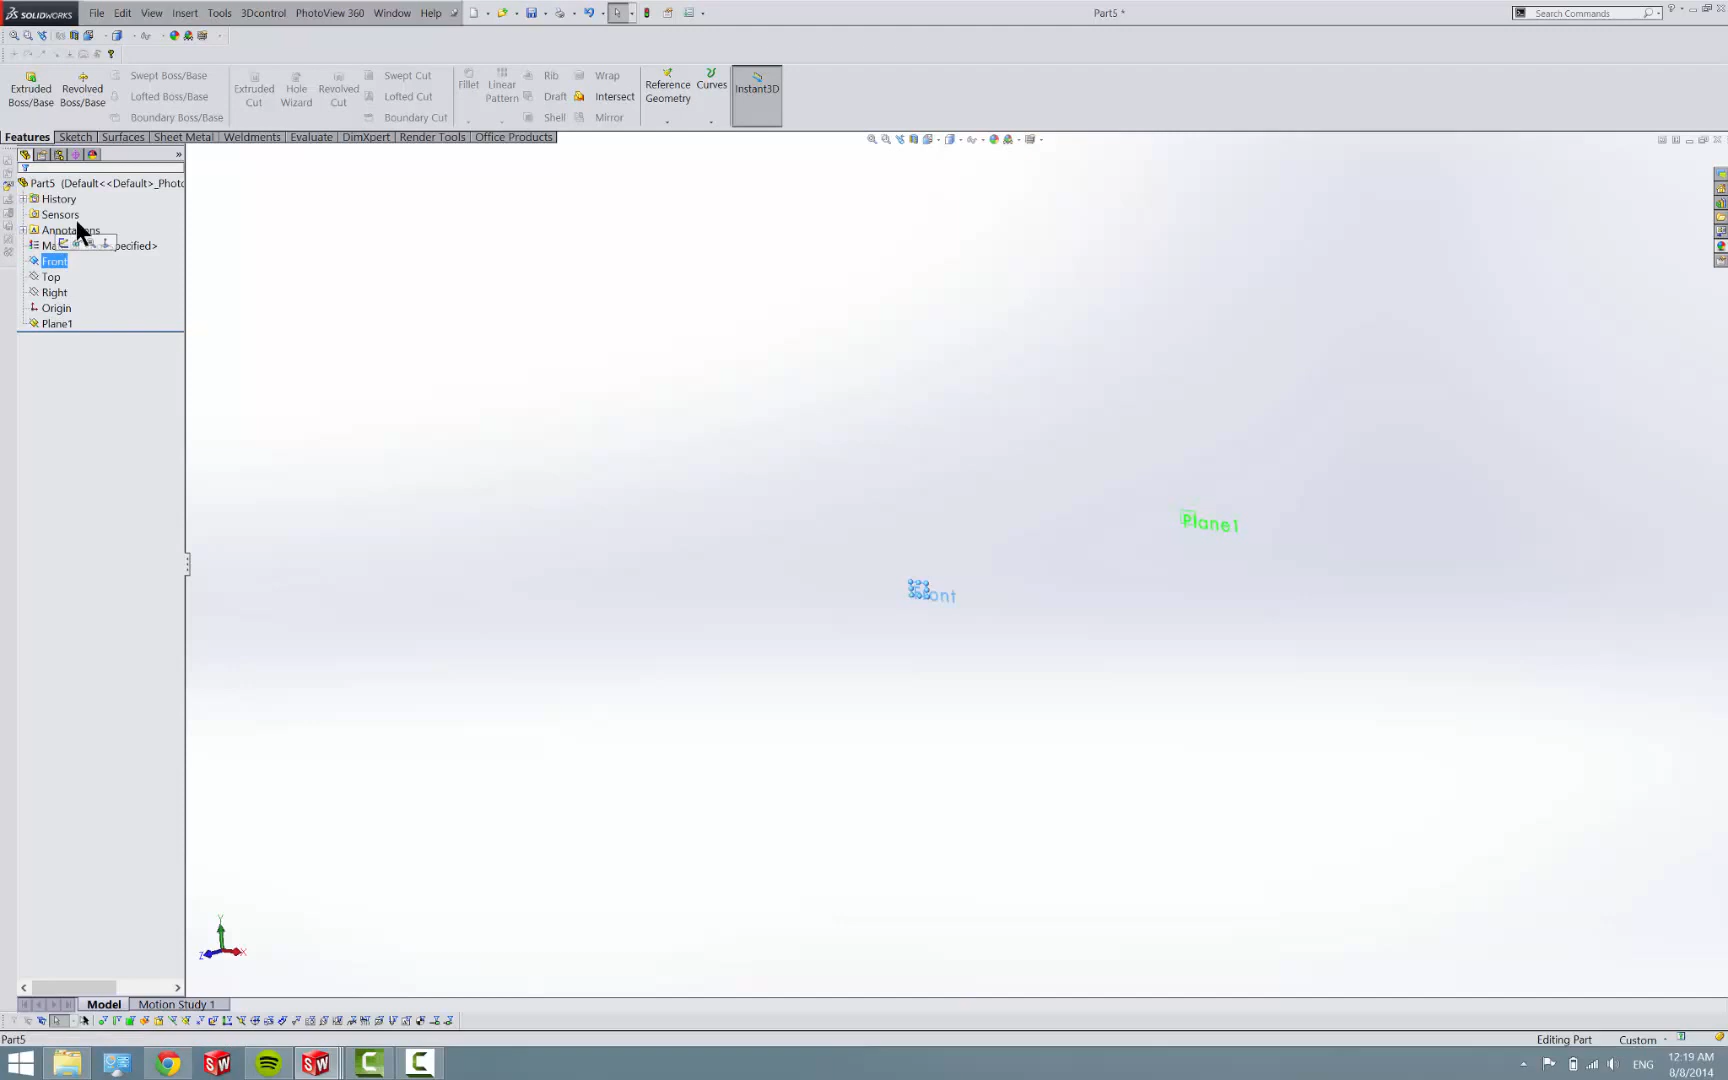 SOLIDWORKS File Edit View Insert Tools 3Dcontrol PhotoView 360 Window Help Part5 * Search Commands
Extruded Boss/Base
Revolved Boss/Base
Swept Boss/Base
Lofted Boss/Base
Boundary Boss/Base
Extruded Cut
Hole Wizard
Revolved Cut
Swept Cut
Lofted Cut
Boundary Cut
Fillet
Linear Pattern
Rib
Draft
Shell
Wrap
Intersect
Mirror
Reference Geometry
Curves
Instant3D
Features Sketch Surfaces Sheet Metal Weldments Evaluate DimXpert Render Tools Office Products
Part5 (Default<<Default>_Photo
History
Sensors
Annotations
Ma pecified>
Front
Top
Right
Origin
Plane1
Plane1
Front
Y
Z X
Model Motion Study 1
Part5 Editing Part Custom
ENG
12:19 AM
8/8/2014